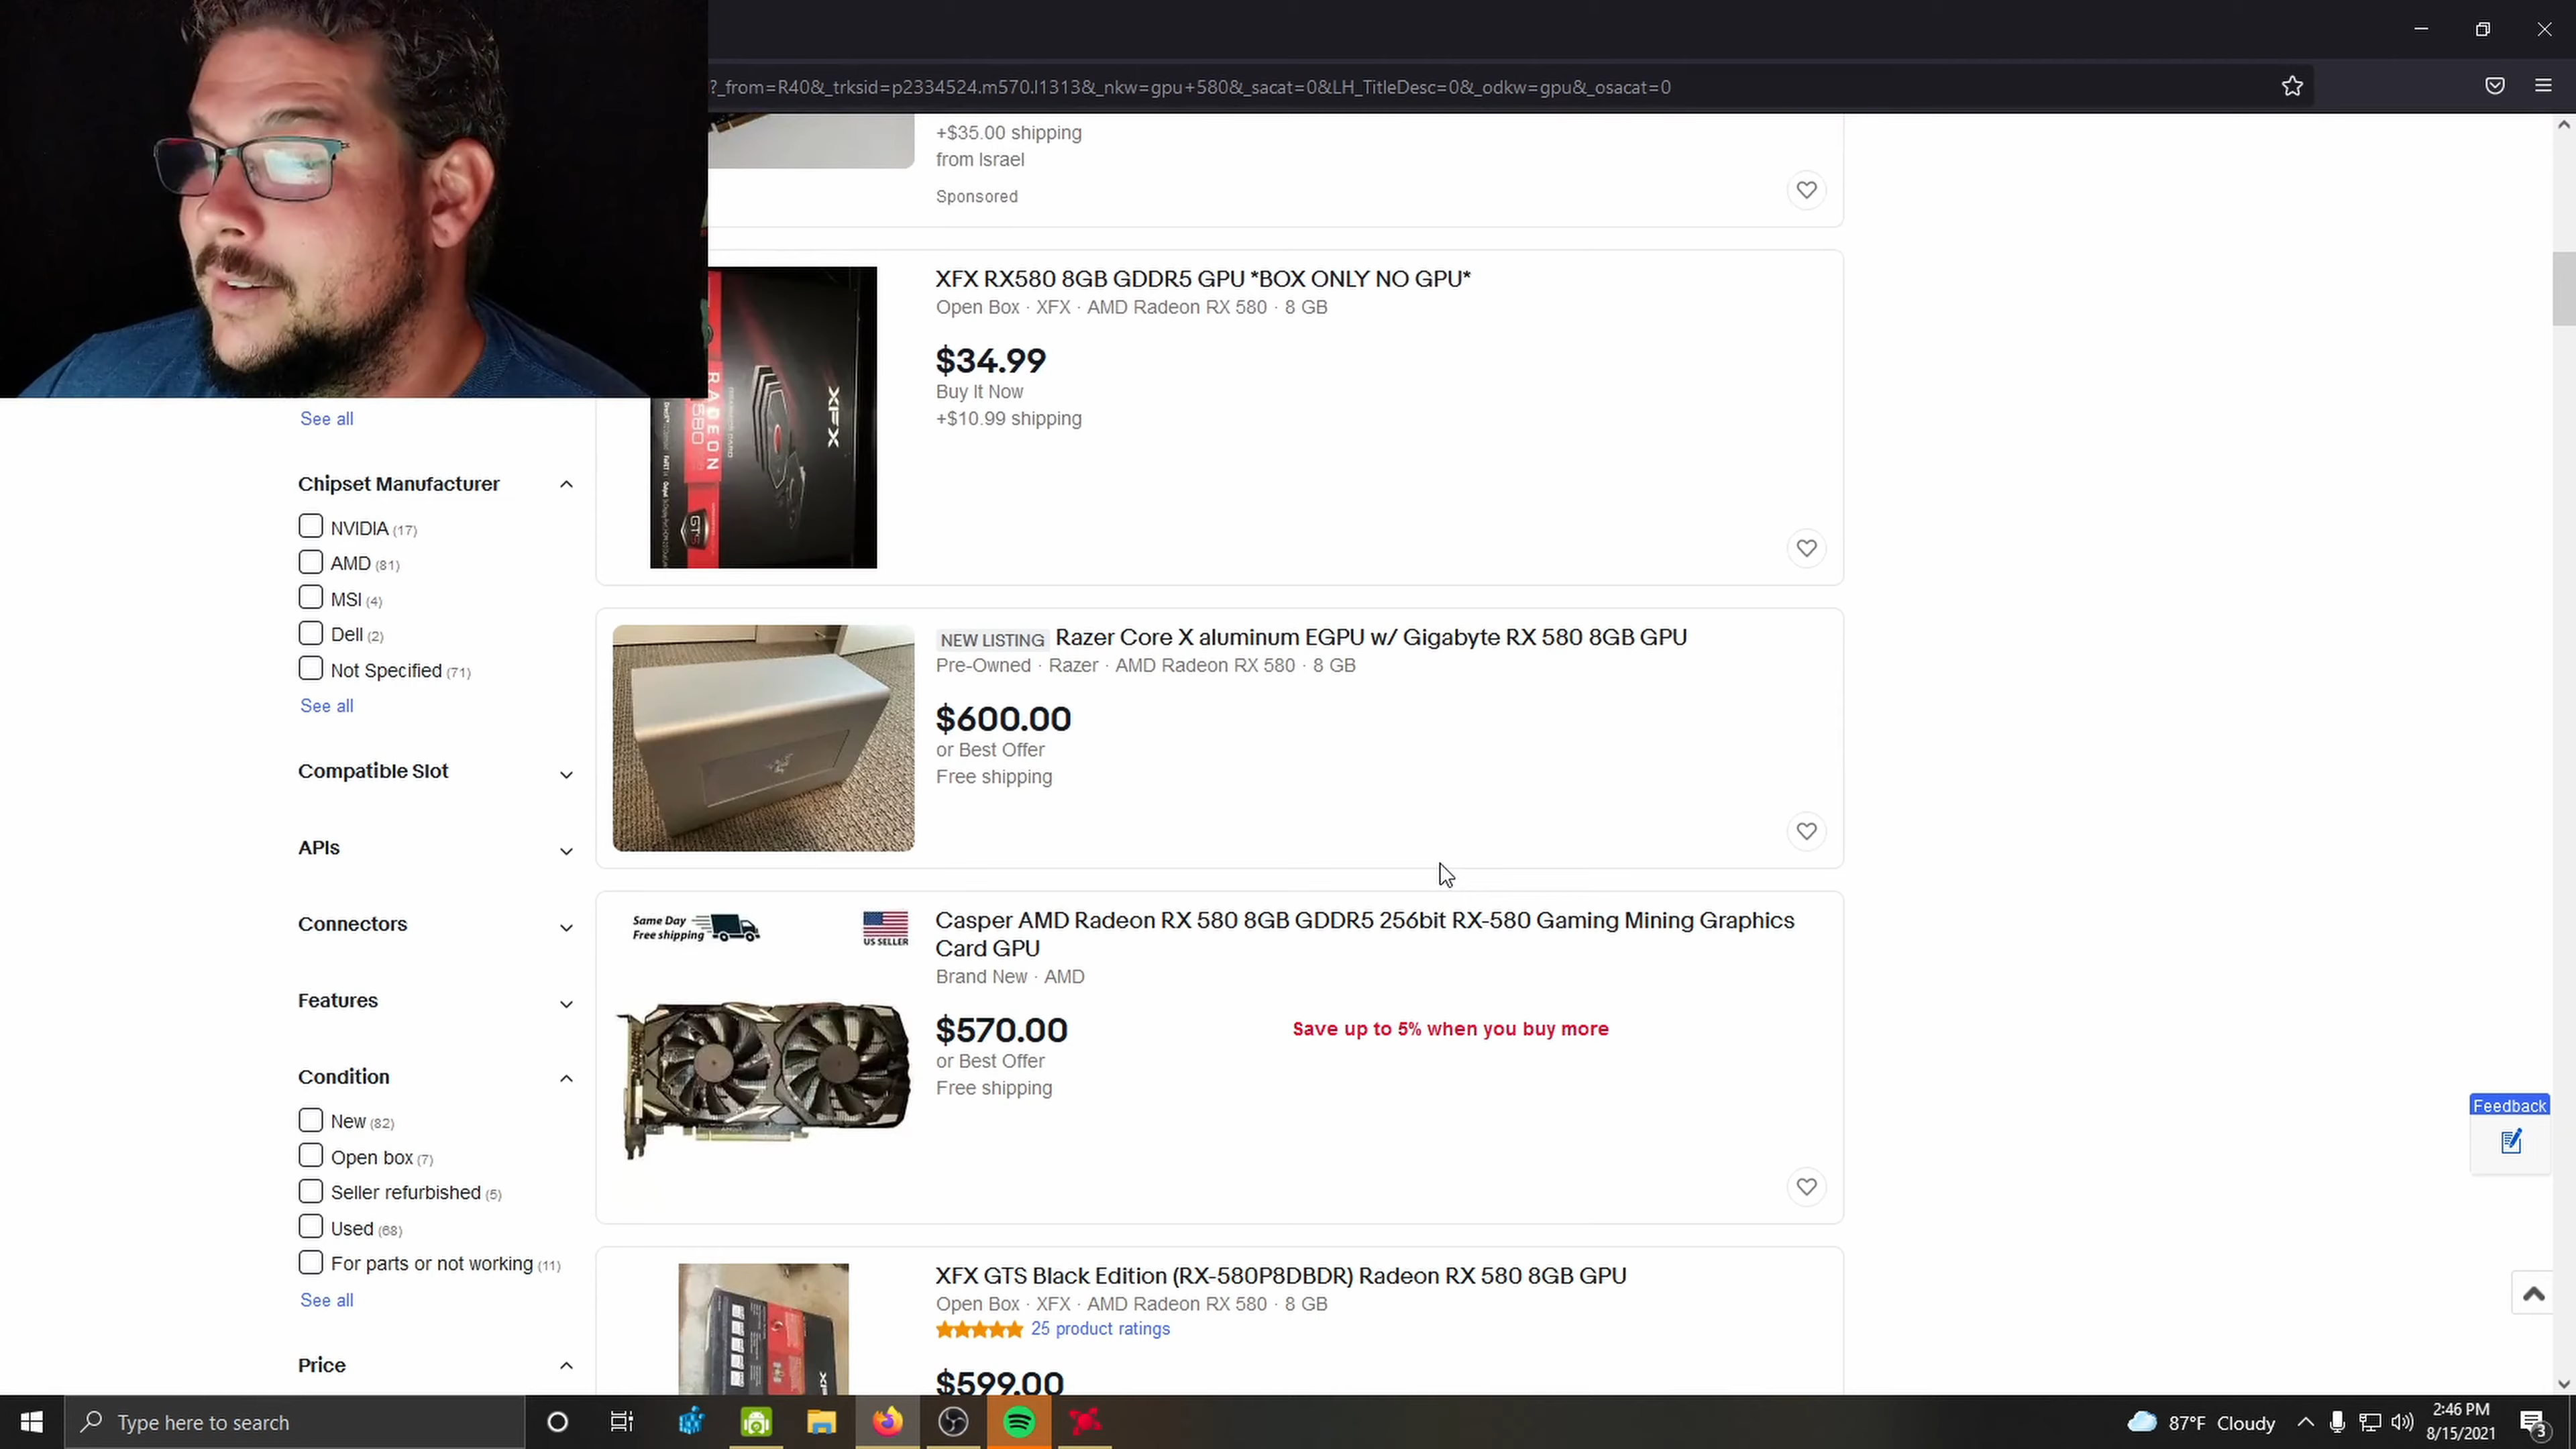 ?_from=R40&_trksid=p2334524.m570.l1313&_nkw=gpu+580&_sacat=0&LH_TitleDesc=0&_odkw=gpu&_osacat=0
+$35.00 shipping
from Israel
Sponsored
XFX RX580 8GB GDDR5 GPU *BOX ONLY NO GPU*
Open Box · XFX · AMD Radeon RX 580 · 8 GB
$34.99
Buy It Now
+$10.99 shipping
RADEON
580
XFX
GTS
See all
Chipset Manufacturer
NVIDIA (17)
AMD (81)
MSI (4)
Dell (2)
Not Specified (71)
See all
Compatible Slot
APIs
Connectors
Features
Condition
New (82)
Open box (7)
Seller refurbished (5)
Used (68)
For parts or not working (11)
See all
Price
NEW LISTING Razer Core X aluminum EGPU w/ Gigabyte RX 580 8GB GPU
Pre-Owned · Razer · AMD Radeon RX 580 · 8 GB
$600.00
or Best Offer
Free shipping
Same Day
Free shipping
US SELLER
Casper AMD Radeon RX 580 8GB GDDR5 256bit RX-580 Gaming Mining Graphics
Card GPU
Brand New · AMD
$570.00
Save up to 5% when you buy more
or Best Offer
Free shipping
XFX GTS Black Edition (RX-580P8DBDR) Radeon RX 580 8GB GPU
Open Box · XFX · AMD Radeon RX 580 · 8 GB
25 product ratings
$599.00
Feedback
Type here to search
87°F Cloudy
2:46 PM
8/15/2021
3